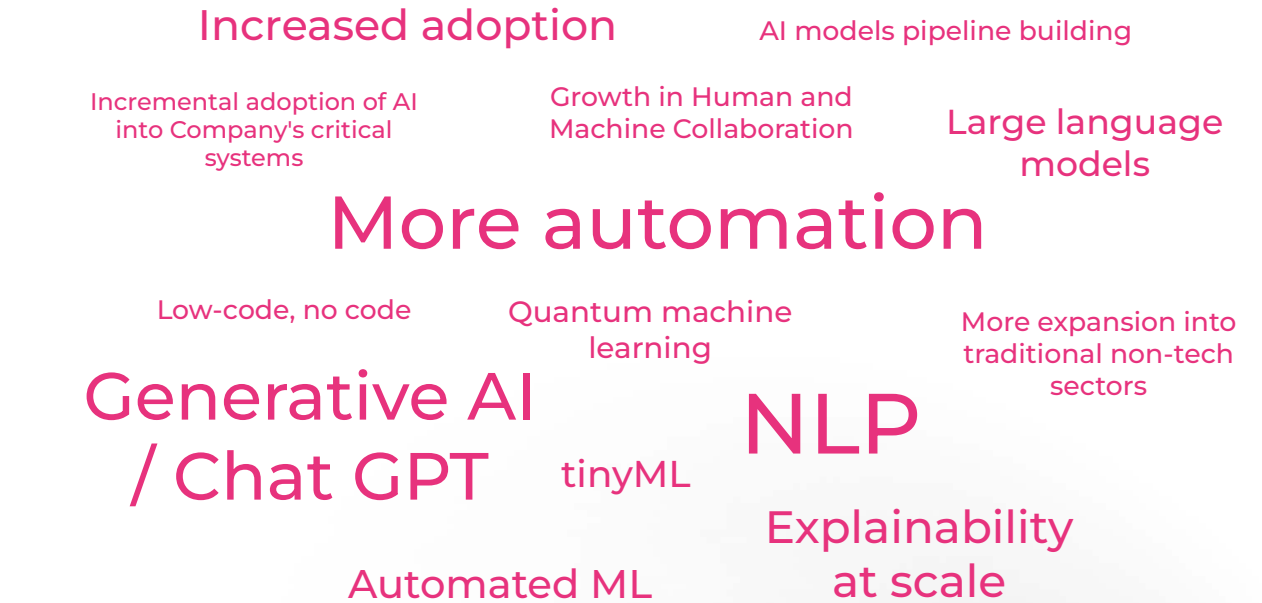 Increased adoption
AI models pipeline building
Incremental adoption of AI
into Company's critical
systems
Growth in Human and
Machine Collaboration
Large language
models
More automation
Low-code, no code
Quantum machine
learning
More expansion into
traditional non-tech
sectors
Generative AI
/ Chat GPT
NLP
tinyML
Explainability
at scale
Automated ML